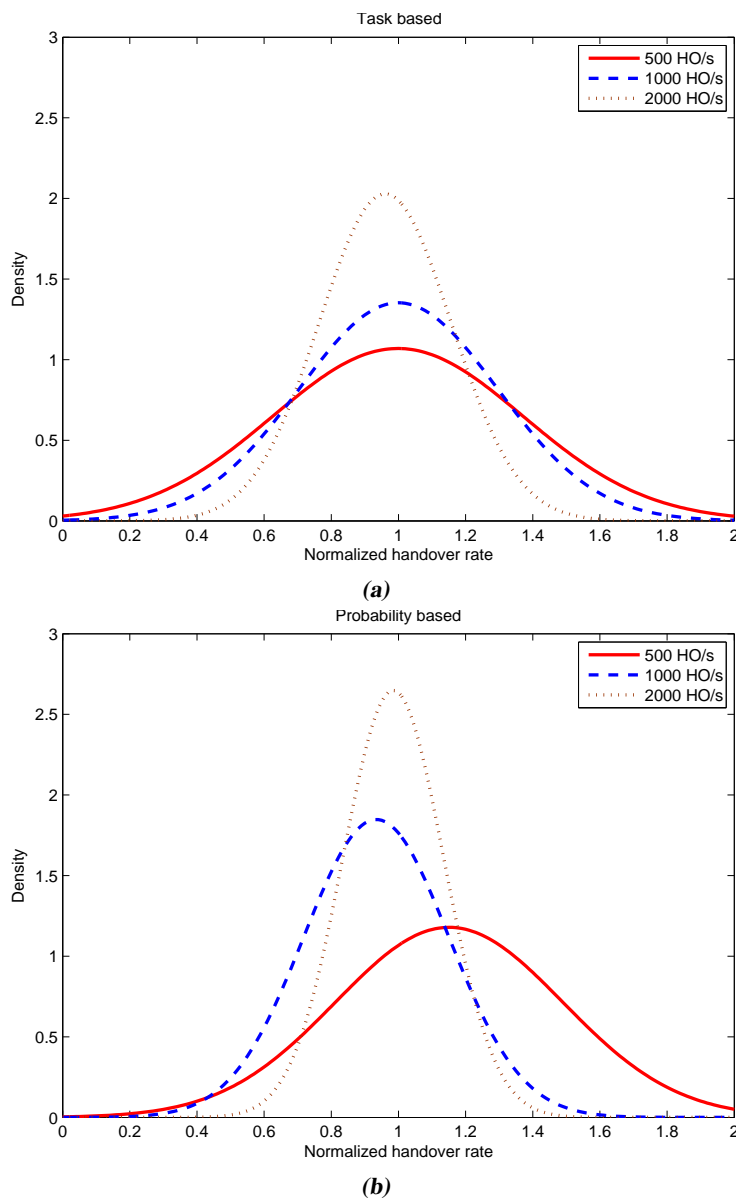 Task based
3
2.5
2
1.5
1
0.5
0
Density
500 HO/s
1000 HO/s
2000 HO/s
0 0.2 0.4 0.6 0.8 1 1.2 1.4 1.6 1.8 2
Normalized handover rate
(a)
Probability based
3
2.5
2
1.5
1
0.5
0
Density
500 HO/s
1000 HO/s
2000 HO/s
0 0.2 0.4 0.6 0.8 1 1.2 1.4 1.6 1.8 2
Normalized handover rate
(b)